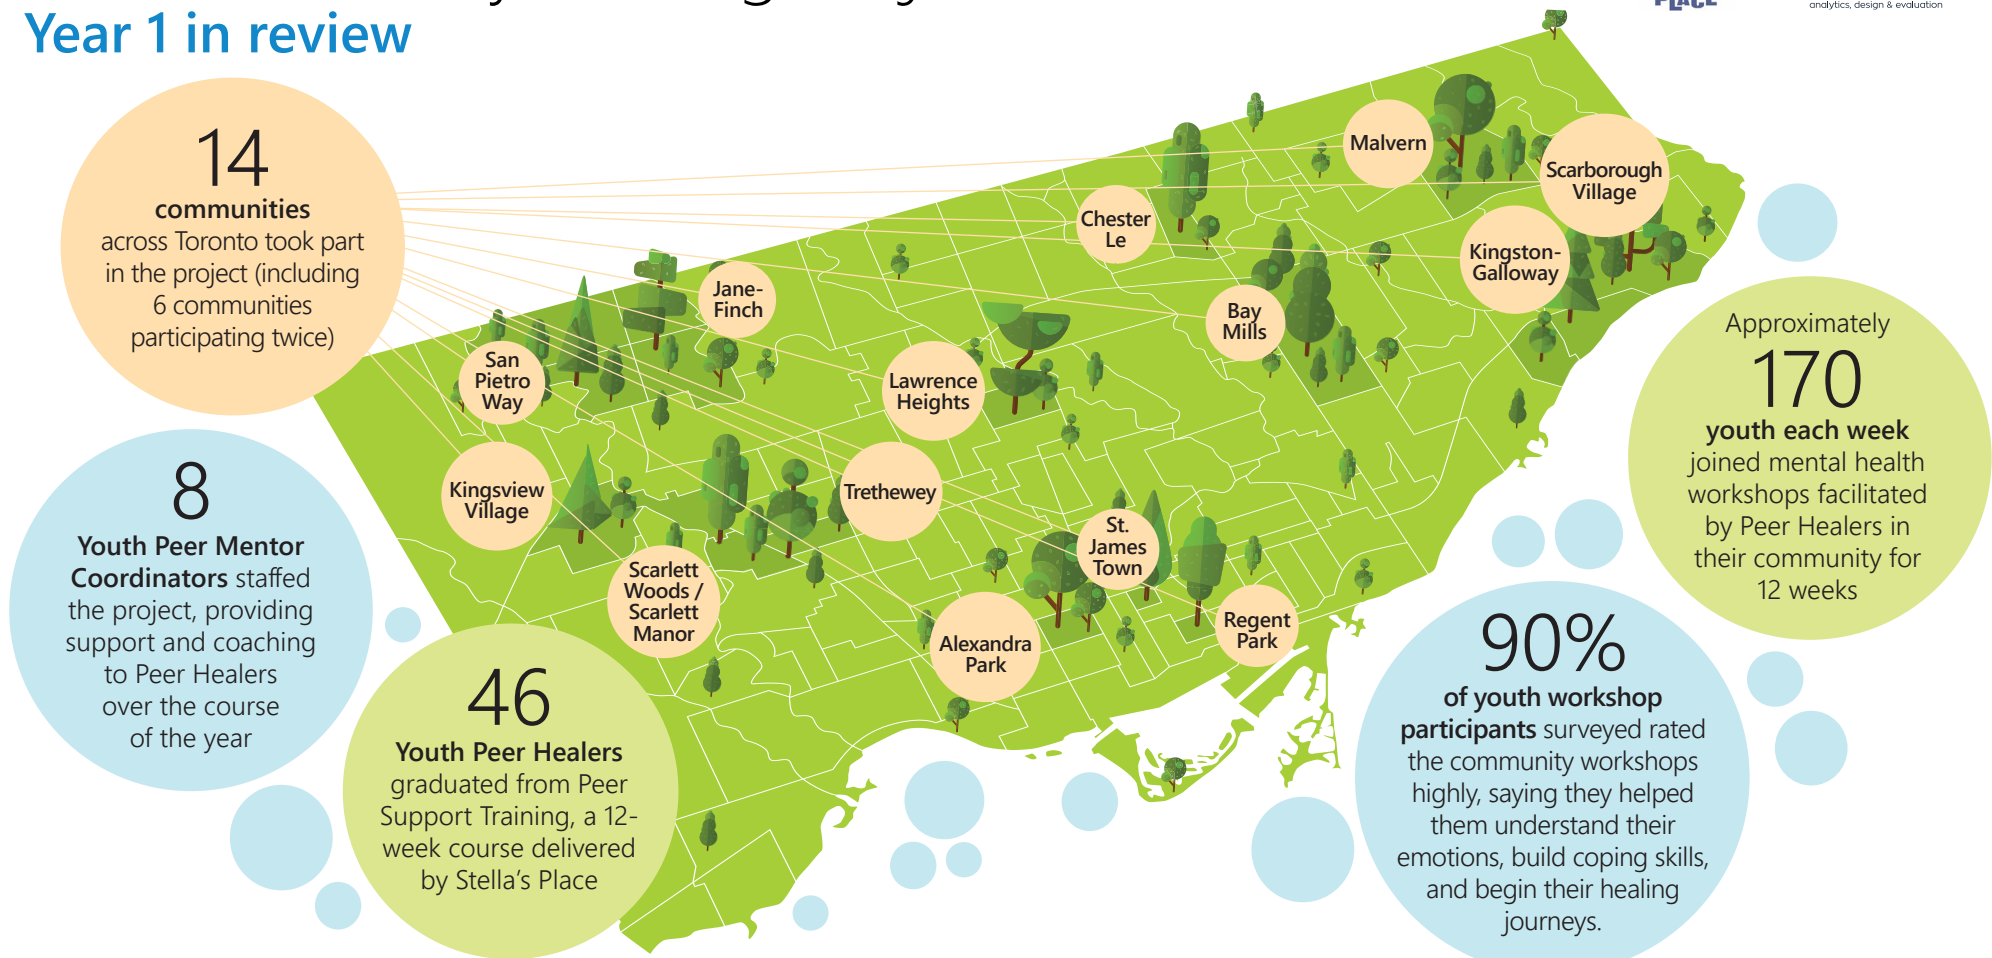 Year 1 in review
PLACE
analytics, design & evaluation
14
communities
across Toronto took part
in the project (including
6 communities
participating twice)
8
Youth Peer Mentor
Coordinators staffed
the project, providing
support and coaching
to Peer Healers
over the course
of the year
46
Youth Peer Healers
graduated from Peer
Support Training, a 12-
week course delivered
by Stella’s Place
Malvern
Scarborough
Village
Chester
Le
Kingston-
Galloway
Jane-
Finch
Bay
Mills
San
Pietro
Way
Lawrence
Heights
Kingsview
Village
Trethewey
St.
James
Town
Scarlett
Woods /
Scarlett
Manor
Alexandra
Park
Regent
Park
Approximately
170
youth each week
joined mental health
workshops facilitated
by Peer Healers in
their community for
12 weeks
90%
of youth workshop
participants surveyed rated
the community workshops
highly, saying they helped
them understand their
emotions, build coping skills,
and begin their healing
journeys.